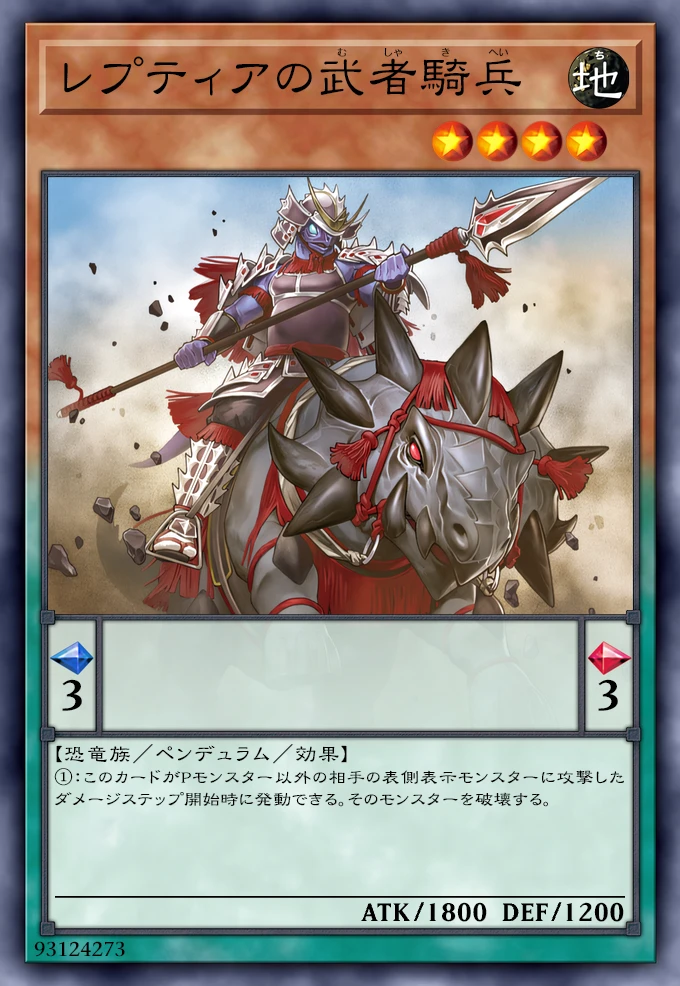 むしゃきへい
レプティアの武者騎兵
ち
地
3
3
【恐竜族／ペンデュラム／効果】
①：このカードがPモンスター以外の相手の表側表示モンスターに攻撃した
ダメージステップ開始時に発動できる。そのモンスターを破壊する。
ATK/1800 DEF/1200
93124273